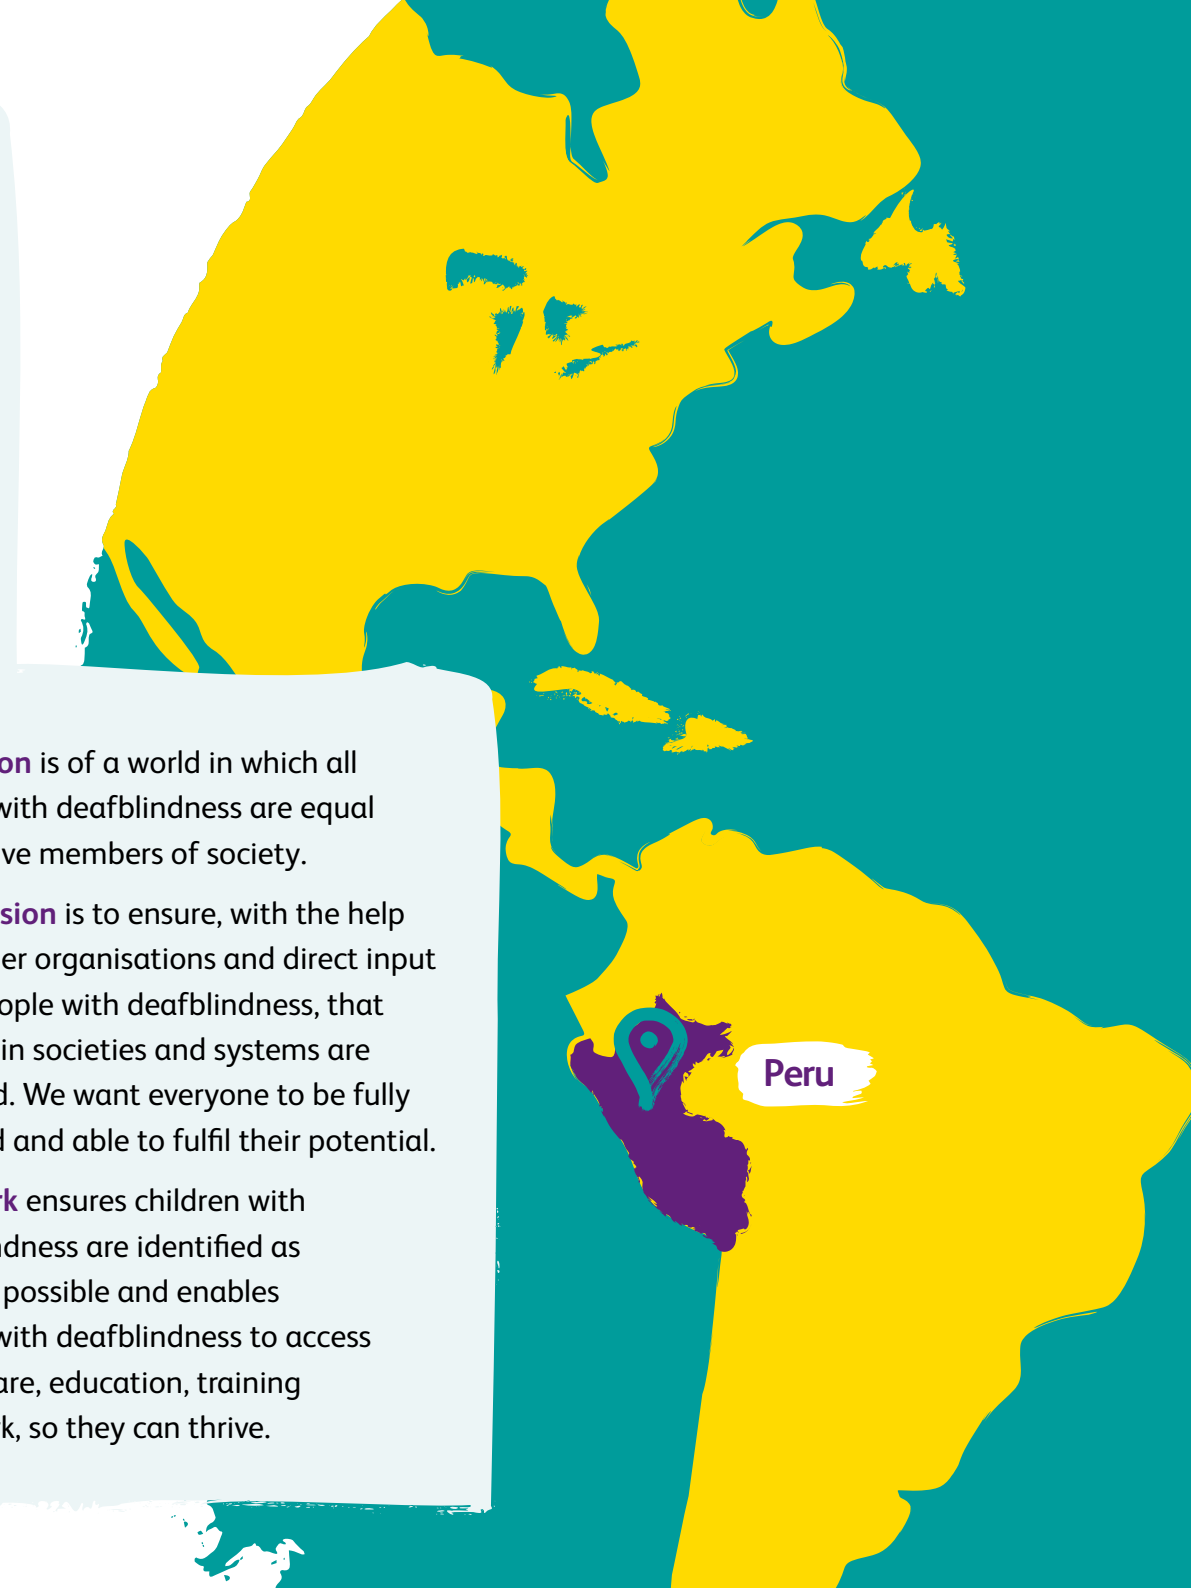 on is of a world in which all
with deafblindness are equal
ve members of society.
sion is to ensure, with the help
er organisations and direct input
ople with deafblindness, that
in societies and systems are
d. We want everyone to be fully
d and able to fulfil their potential.
rk ensures children with
ndness are identified as
possible and enables
with deafblindness to access
are, education, training
k, so they can thrive.
Peru